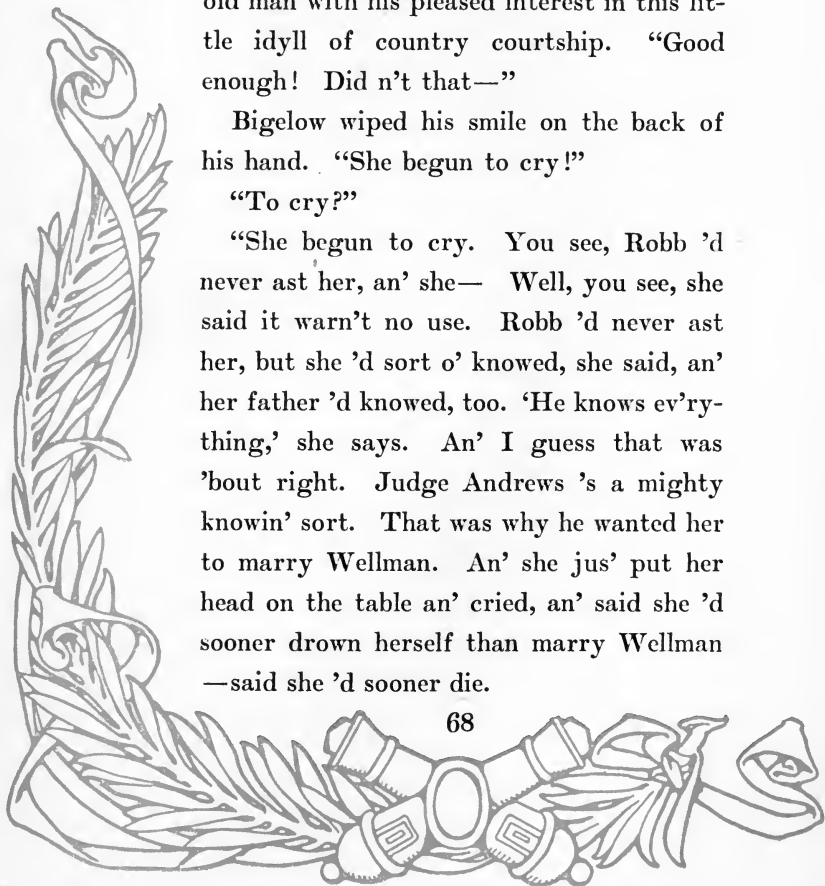 old man with his pleased interest in this lit-
tle idyll of country courtship. “Good
enough! Did n’t that—”
Bigelow wiped his smile on the back of
his hand. “She begun to cry!”
“To cry?”
“She begun to cry. You see, Robb ’d
never ast her, an’ she— Well, you see, she
said it warn’t no use. Robb ’d never ast
her, but she ’d sort o’ knowed, she said, an’
her father ’d knowed, too. ‘He knows ev’ry-
thing,’ she says. An’ I guess that was
’bout right. Judge Andrews ’s a mighty
knowin’ sort. That was why he wanted her
to marry Wellman. An’ she jus’ put her
head on the table an’ cried, an’ said she ’d
sooner drown herself than marry Wellman
—said she ’d sooner die.
68